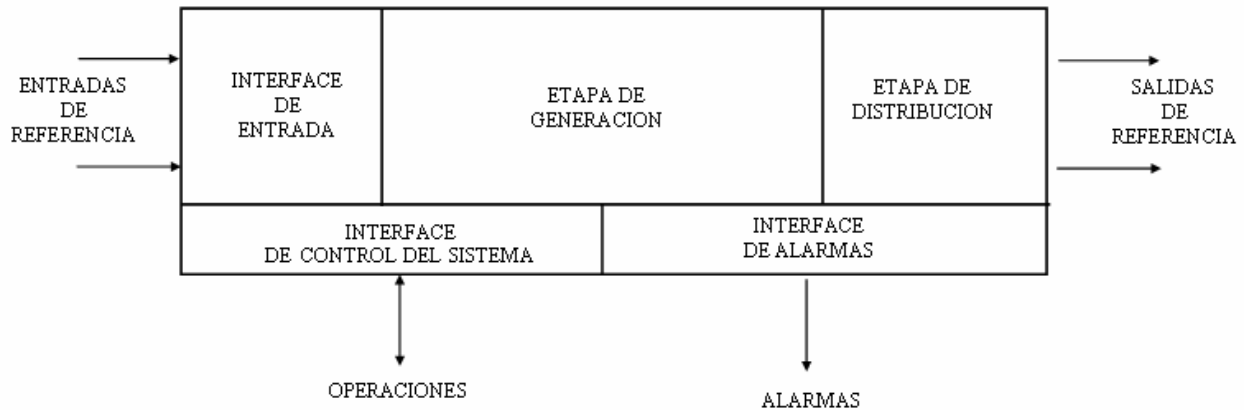 ENTRADAS
DE
REFERENCIA
INTERFACE
DE
ENTRADA
ETAPA DE
GENERACION
ETAPA DE
DISTRIBUCION
SALIDAS
DE
REFERENCIA
INTERFACE
DE CONTROL DEL SISTEMA
INTERFACE
DE ALARMAS
OPERACIONES
ALARMAS